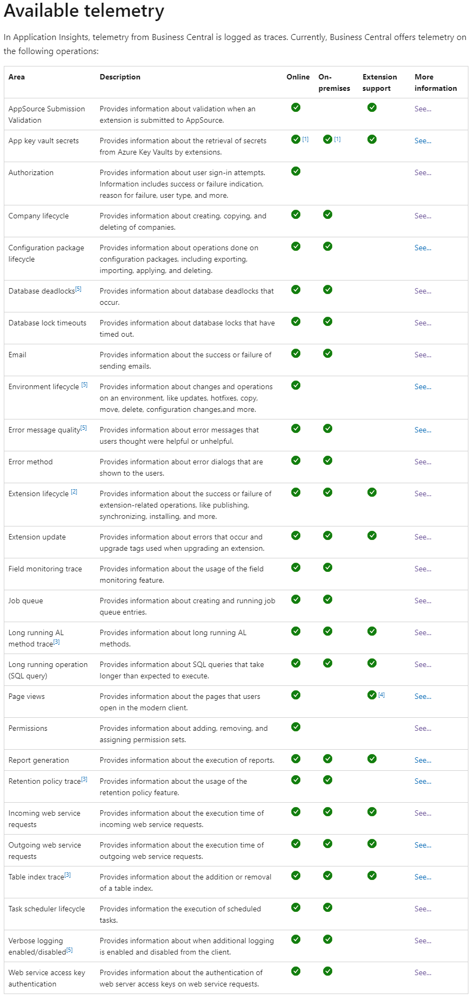 Available telemetry
In Application Insights, telemetry from Business Central is logged as traces. Currently, Business Central offers telemetry on
the following operations:
Area Description Online On-premises Extension support More information
AppSource Submission Provides information about validation when an See...
Validation extension is submitted to AppSource.
App key vault secrets Provides information about the retrieval of secrets [1] [1] See...
from Azure Key Vaults by extensions.
Authorization Provides information about user sign-in attempts. See...
Information includes success or failure indication,
reason for failure, user type, and more.
Company lifecycle Provides information about creating, copying, and See...
deleting of companies.
Configuration package Provides information about operations done on See...
lifecycle configuration packages, including exporting,
importing, applying, and deleting.
Database deadlocks[5] Provides information about database deadlocks that See...
occur.
Database lock timeouts Provides information about database locks that have See...
timed out.
Email Provides information about the success or failure of See...
sending emails.
Environment lifecycle [5] Provides information about changes and operations See...
on an environment, like updates, hotfixes, copy,
move, delete, configuration changes,and more.
Error message quality[5] Provides information about error messages that See...
users thought were helpful or unhelpful.
Error method Provides information about error dialogs that are See...
shown to the users.
Extension lifecycle [2] Provides information about the success or failure of See...
extension-related operations, like publishing,
synchronizing, installing, and more.
Extension update Provides information about errors that occur and See...
upgrade tags used when upgrading an extension.
Field monitoring trace Provides information about the usage of the field See...
monitoring feature.
Job queue Provides information about creating and running job See...
queue entries.
Long running AL Provides information about long running AL See...
method trace[3] methods.
Long running operation Provides information about SQL queries that take See...
(SQL query) longer than expected to execute.
Page views Provides information about the pages that users [4] See...
open in the modern client.
Permissions Provides information about adding, removing, and See...
assigning permission sets.
Report generation Provides information about the execution of reports. See...
Retention policy trace[3] Provides information about the usage of the See...
retention policy feature.
Incoming web service Provides information about the execution time of See...
requests incoming web service requests.
Outgoing web service Provides information about the execution time of See...
requests outgoing web service requests.
Table index trace[3] Provides information about the addition or removal See...
of a table index.
Task scheduler lifecycle Provides information the execution of scheduled See...
tasks.
Verbose logging Provides information about when additional logging See...
enabled/disabled[5] is enabled and disabled from the client.
Web service access key Provides information about the authentication of See...
authentication web server access keys on web service requests.